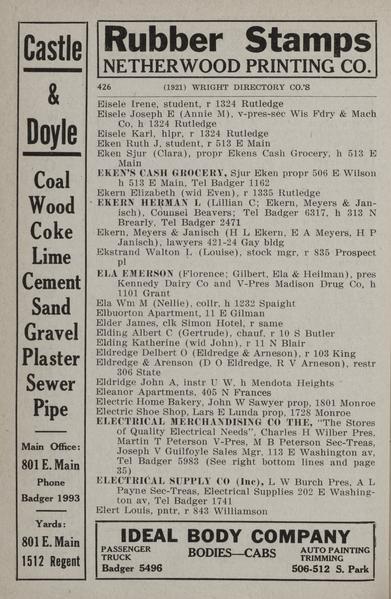 Castle
&
Doyle
Coal
Wood
Coke
Lime
Cement
Sand
Gravel
Plaster
Sewer
Pipe
Main Office:
801 E. Main
Phone
Badger 1993
Yards:
801 E. Main
1512 Regent
Rubber Stamps
NETHERWOOD PRINTING CO.
426 (1921) WRIGHT DIRECTORY CO.'S
Eisele Irene, student, r 1324 Rutledge
Eisele Joseph E (Annie M), v-pres-sec Wis Fdry & Mach
Co, h 1324 Rutledge
Eisele Karl, hlpr, r 1324 Rutledge
Eken Ruth J, student, r 513 E Main
Eken Sjur (Clara), propr Ekens Cash Grocery, h 513 E
Main
EKEN'S CASH GROCERY, Sjur Eken propr 506 E Wilson
h 513 E Main, Tel Badger 1162
Ekern Elizabeth (wid Even), r 1335 Rutledge
EKERN HERMAN L (Lillian C; Ekern, Meyers & Jan-
isch), Counsel Beavers; Tel Badger 6317, h 313 N
Brearly, Tel Badger 2471
Ekern, Meyers & Janisch (H L Ekern, E A Meyers, H P
Janisch), lawyers 421-24 Gay bldg
Ekstrand Walton L (Louise), stock mgr, r 835 Prospect
pl
ELA EMERSON (Florence; Gilbert, Ela & Heilman), pres
Kennedy Dairy Co and V-Pres Madison Drug Co, h
1101 Grant
Ela Wm M (Nellie), collr, h 1232 Spaight
Elbuorton Apartment, 11 E Gilman
Elder James, clk Simon Hotel, r same
Elding Albert C (Gertrude), chauf, r 10 S Butler
Elding Katherine (wid John), r 11 N Blair
Eldredge Delbert O (Eldredge & Arneson), r 103 King
Eldredge & Arenson (D O Eldredge, R V Arneson), restr
306 State
Eldridge John A, instr U W, h Mendota Heights
Eleanor Apartments, 405 N Frances
Electric Home Bakery, John W Sawyer prop, 1801 Monroe
Electric Shoe Shop, Lars E Lunda prop, 1728 Monroe
ELECTRICAL MERCHANDISING CO THE, "The Stores
of Quality Electrical Needs", Charles H Wilber Pres,
Martin T Peterson V-Pres, M B Peterson Sec-Treas,
Joseph V Guilfoyle Sales Mgr, 113 E Washington av,
Tel Badger 5983 (See right bottom lines and page
35)
ELECTRICAL SUPPLY CO (Inc), L W Burch Pres, A L
Payne Sec-Treas, Electrical Supplies 202 E Washing-
ton av, Tel Badger 1741
Elert Louis, pntr, r 843 Williamson
IDEAL BODY COMPANY
PASSENGER
TRUCK
Badger 5496
BODIES—CABS
AUTO PAINTING
TRIMMING
506-512 S. Park